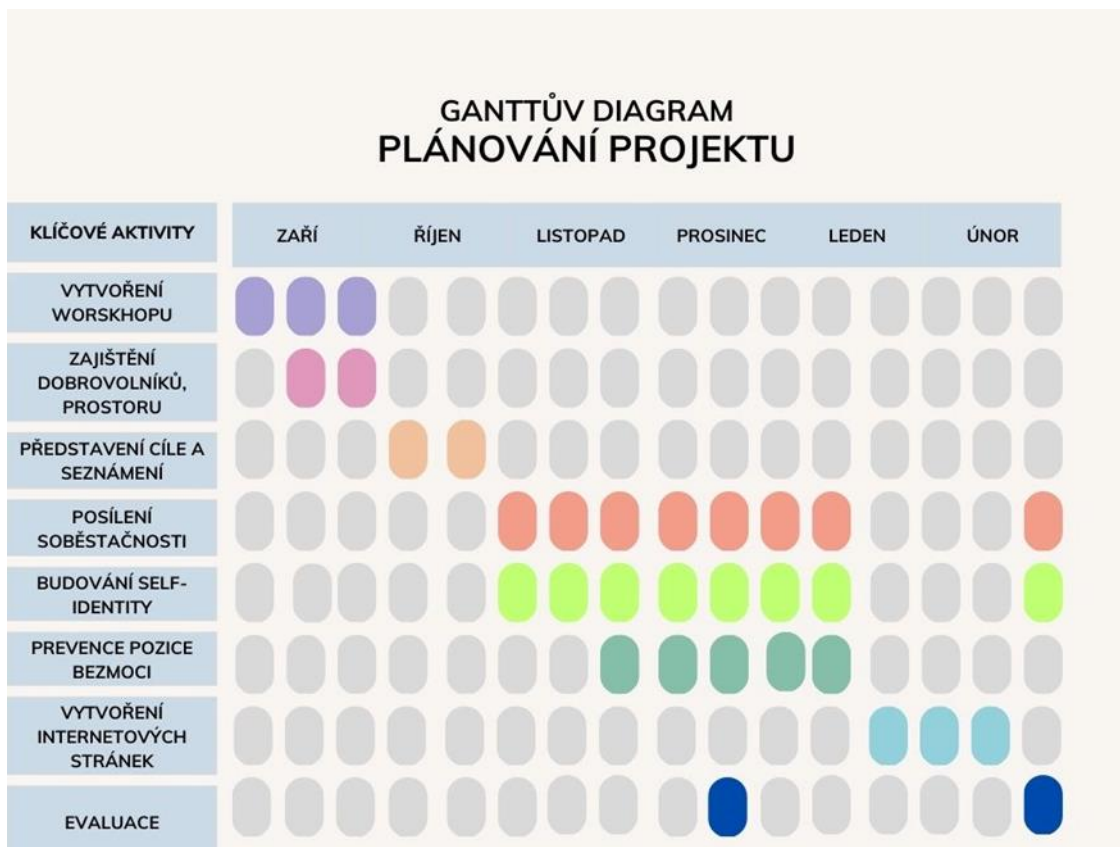 GANTTŮV DIAGRAM
PLÁNOVÁNÍ PROJEKTU
KLÍČOVÉ AKTIVITY
ZAŘÍ
ŘÍJEN
LISTOPAD
PROSINEC
LEDEN
ÚNOR
VYTVOŘENÍ
WORSKHOPU
ZAJIŠTĚNÍ
DOBROVOLNÍKŮ,
PROSTORU
PŘEDSTAVENÍ CÍLE A
SEZNÁMENÍ
POSÍLENÍ
SOBĚSTAČNOSTI
BUDOVÁNÍ SELF-
IDENTITY
PREVENCE POZICE
BEZMOCI
VYTVOŘENÍ
INTERNETOVÝCH
STRÁNEK
EVALUACE